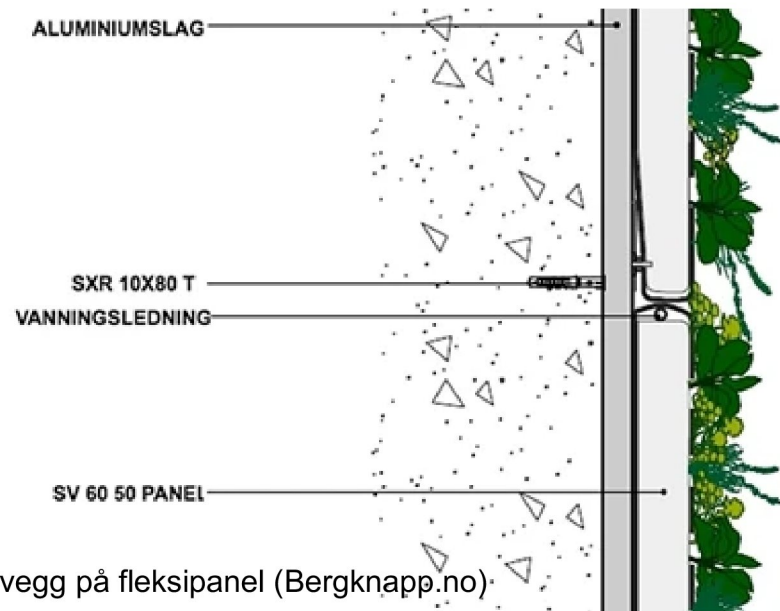 ALUMINIUMSLAG
SXR 10X80 T
VANNINGSLEDNING
SV 60 50 PANEL
vegg på fleksipanel (Bergknapp.no)